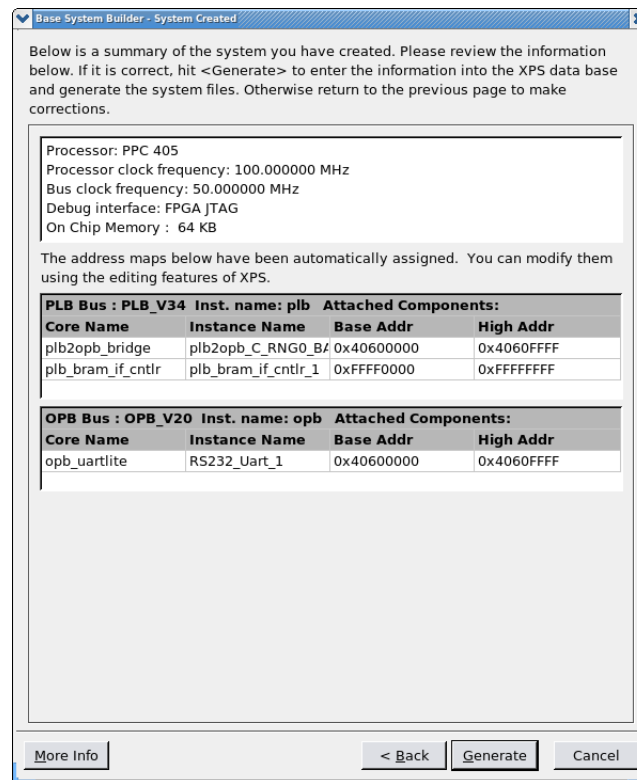 Base System Builder - System Created
Below is a summary of the system you have created. Please review the information
below. If it is correct, hit <Generate> to enter the information into the XPS data base
and generate the system files. Otherwise return to the previous page to make
corrections.
Processor: PPC 405
Processor clock frequency: 100.000000 MHz
Bus clock frequency: 50.000000 MHz
Debug interface: FPGA JTAG
On Chip Memory : 64 KB
The address maps below have been automatically assigned. You can modify them
using the editing features of XPS.
PLB Bus : PLB_V34 Inst. name: plb Attached Components:
Core Name Instance Name Base Addr High Addr
plb2opb_bridge plb2opb_C_RNG0_BA 0x40600000 0x4060FFFF
plb_bram_if_cntlr plb_bram_if_cntlr_1 0xFFFF0000 0xFFFFFFFF
OPB Bus : OPB_V20 Inst. name: opb Attached Components:
Core Name Instance Name Base Addr High Addr
opb_uartlite RS232_Uart_1 0x40600000 0x4060FFFF
More Info < Back Generate Cancel